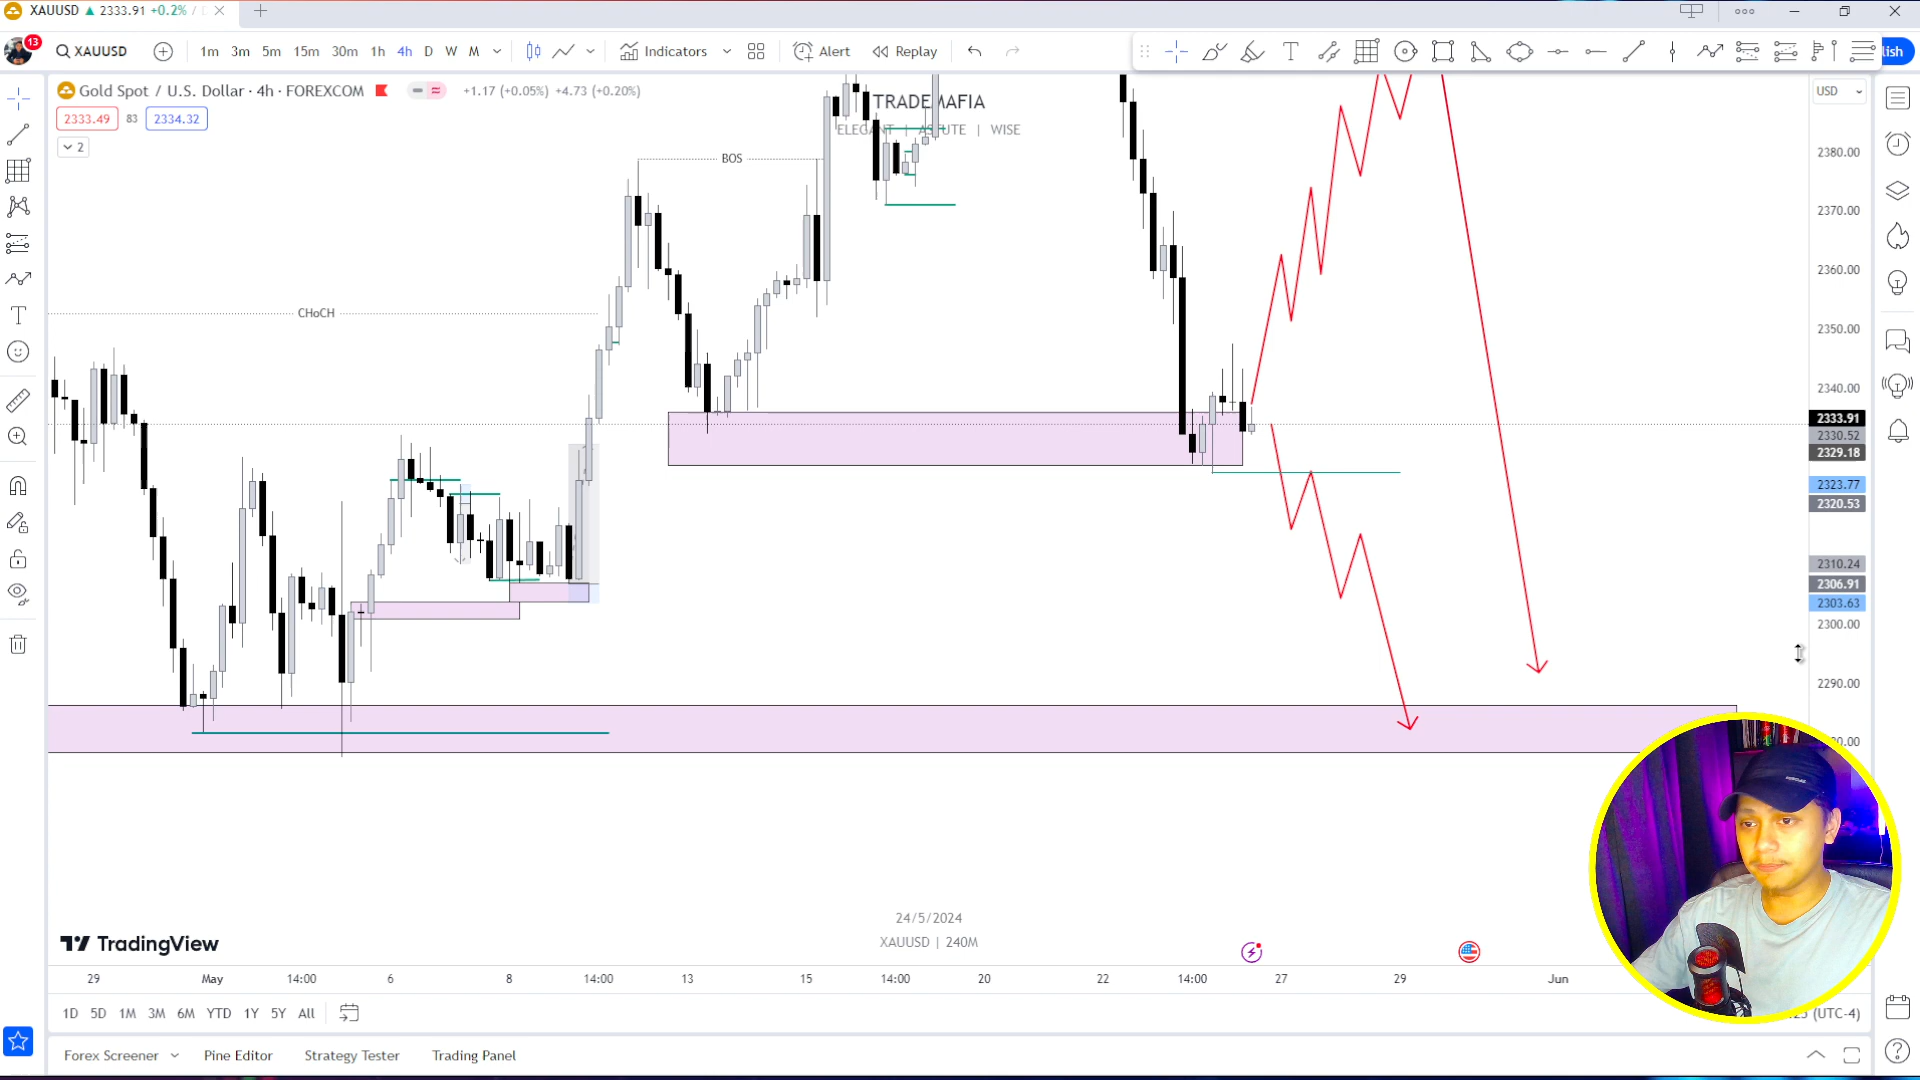 XAUUSD ▲ 2333.91 +0.2% /
13
XAUUSD
1m 3m 5m 15m 30m 1h 4h D W M
Indicators
Alert
Replay
lish
Gold Spot / U.S. Dollar · 4h · FOREXCOM
+1.17 (+0.05%) +4.73 (+0.20%)
2333.49 83 2334.32
2
TRADEMAFIA
ELEGANT | ASTUTE | WISE
BOS
CHoCH
USD
2380.00
2370.00
2360.00
2350.00
2340.00
2333.91
2330.52
2329.18
2323.77
2320.53
2310.24
2306.91
2303.63
2300.00
2290.00
24/5/2024
XAUUSD | 240M
TradingView
29 May 14:00 6 8 14:00 13 15 14:00 20 22 14:00 27 29 Jun
1D 5D 1M 3M 6M YTD 1Y 5Y All
(UTC-4)
Forex Screener Pine Editor Strategy Tester Trading Panel